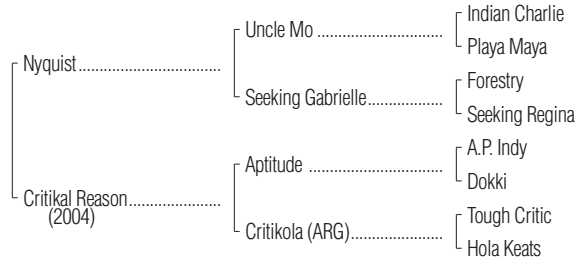 Indian Charlie
Uncle Mo ........................................
Playa Maya
Nyquist ........................................
Forestry
Seeking Gabrielle ........................
Seeking Regina
A.P. Indy
Aptitude ........................................
Dokki
Critikal Reason ..........................
(2004)
Tough Critic
Critikola (ARG) ............................
Hola Keats